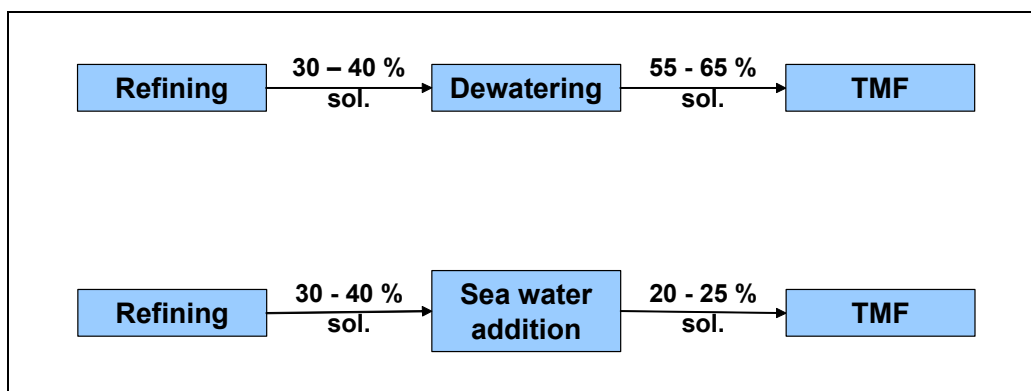 30 – 40 %
55 - 65 %
Refining
Dewatering
TMF
sol.
sol.
30 - 40 %
Sea water
20 - 25 %
Refining
addition
TMF
sol.
sol.